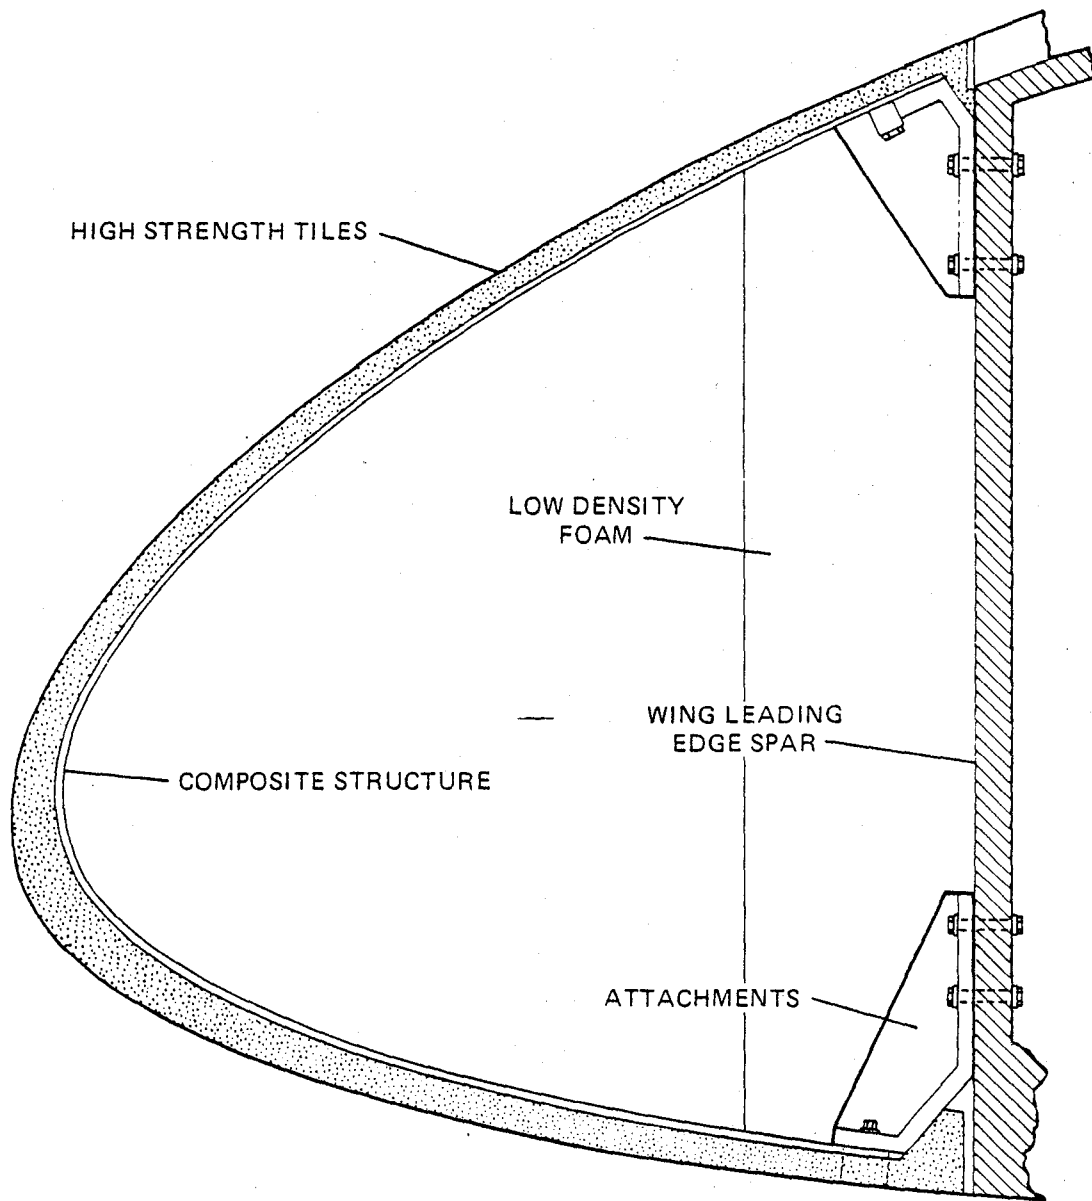 HIGH STRENGTH TILES
LOW DENSITY
FOAM
WING LEADING
EDGE SPAR
COMPOSITE STRUCTURE
ATTACHMENTS